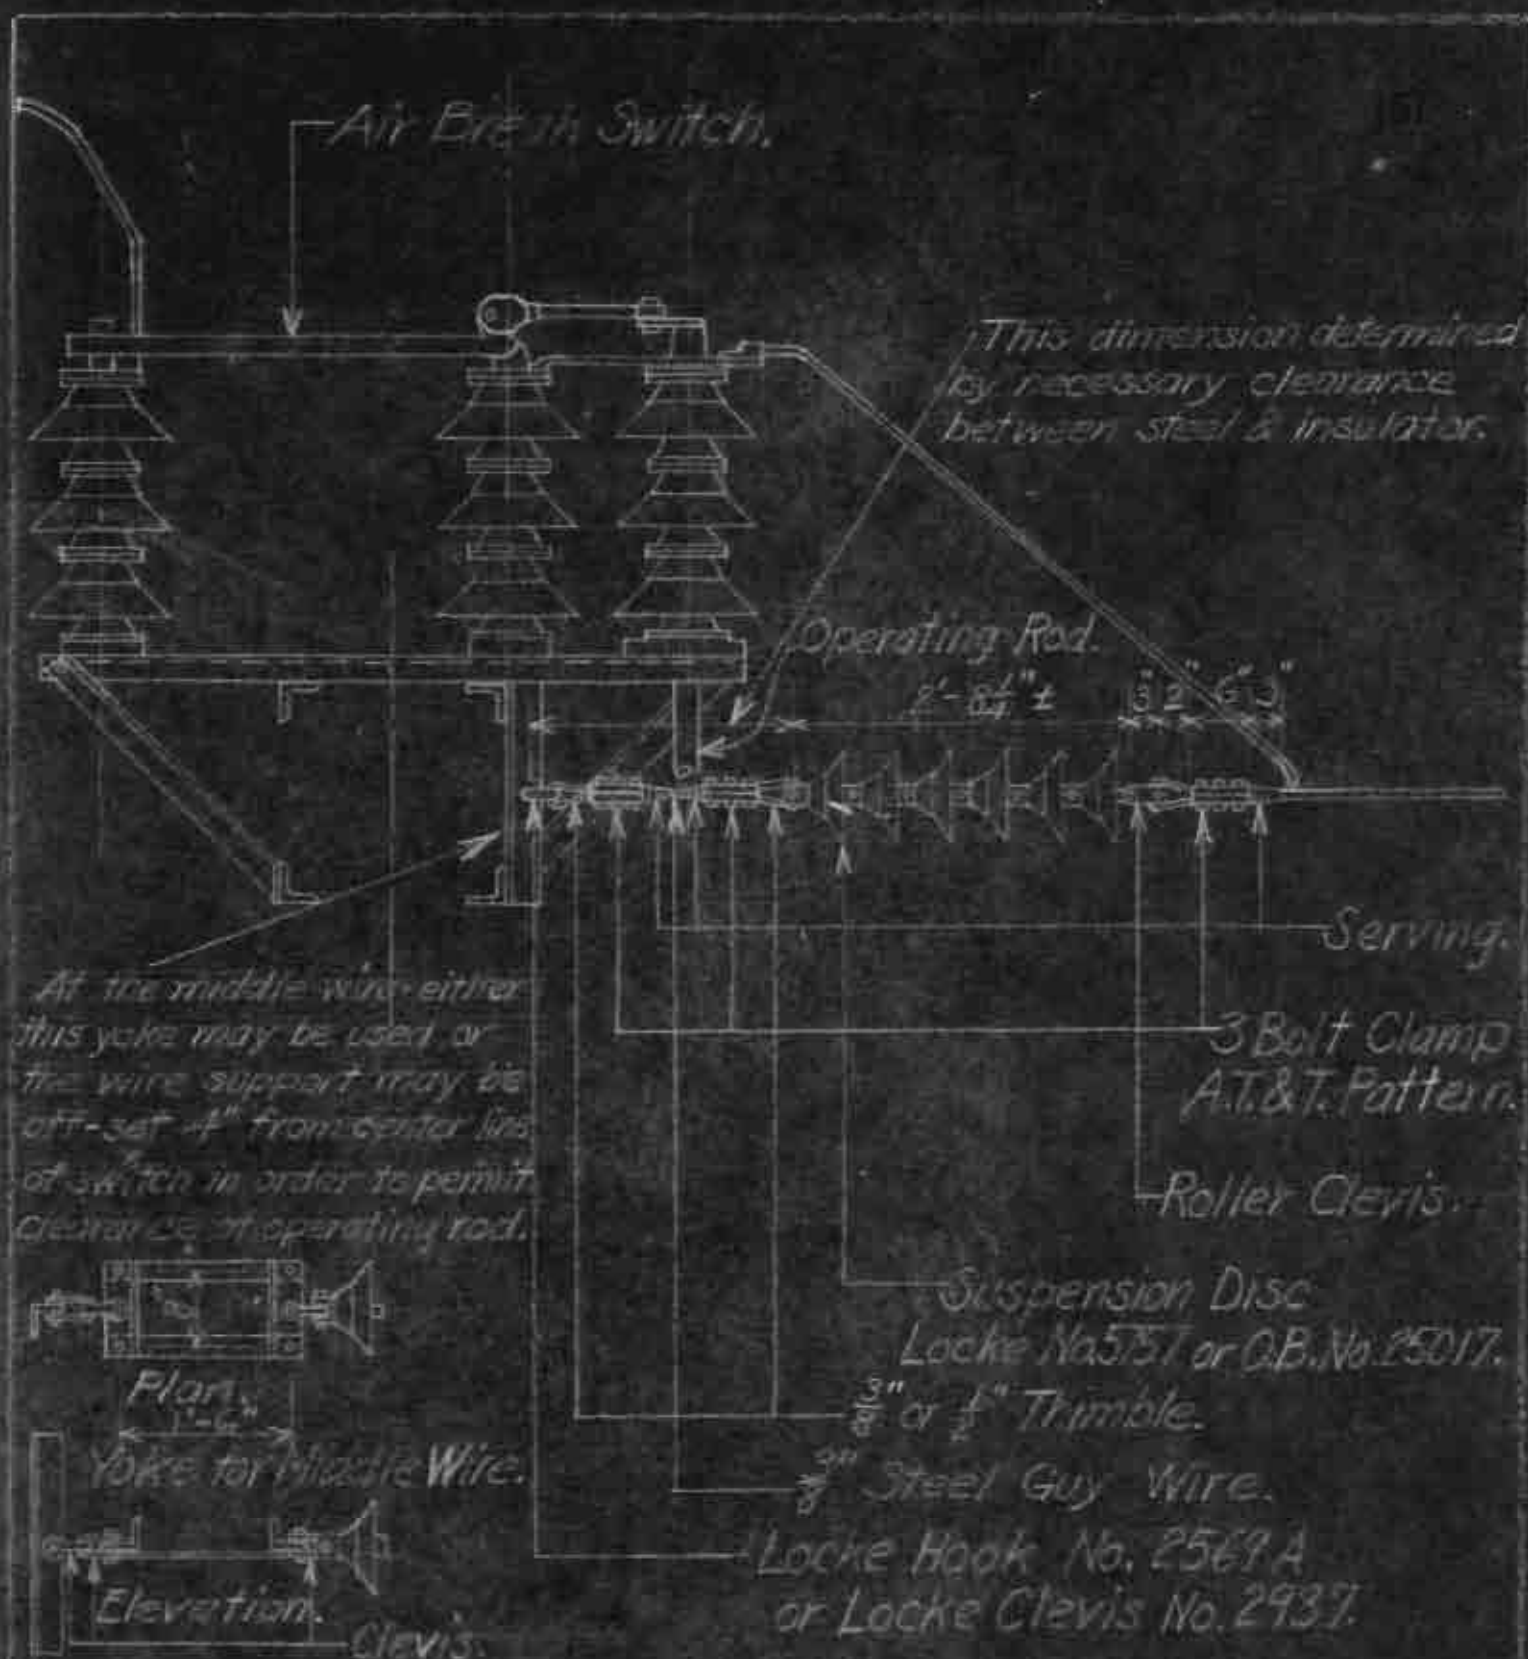 Air Break Switch.
This dimension determined
by necessary clearance
between steel & insulator.
Operating Rod.
2'-8¼"±
3" 2" 6" 3"
Serving.
At the middle wire either
this yoke may be used or
the wire support may be
off-set 4" from center line
of switch in order to permit
clearance of operating rod.
3 Bolt Clamp
A.T.&T. Pattern.
Roller Clevis.
Suspension Disc
Locke No. 5757 or O.B. No. 25017.
Plan.
1'-6"
Yoke for Middle Wire.
⅜" or ½" Thimble.
⅜" Steel Guy Wire.
Locke Hook No. 2569 A
or Locke Clevis No. 2937.
Elevation.
Clevis.